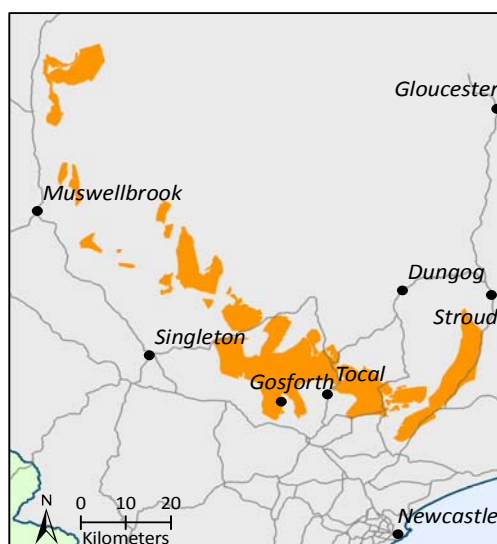 Gloucester
Muswellbrook
Dungog
Stroud
Singleton
Gosforth
Tocal
N
0 10 20
Kilometers
Newcastle